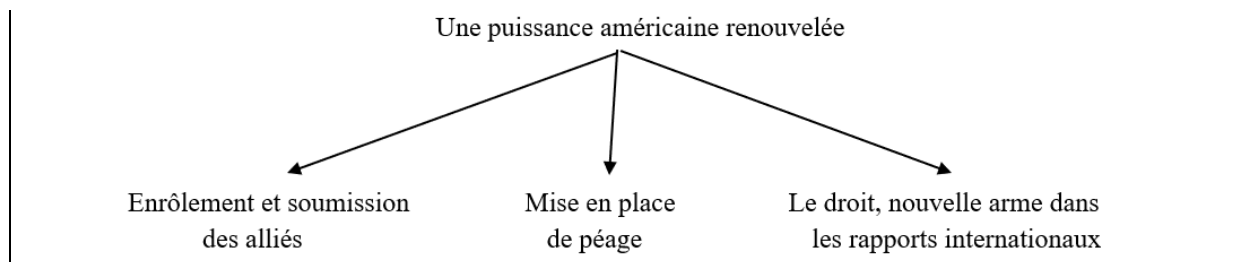 Une puissance américaine renouvelée
Enrôlement et soumission
des alliés
Mise en place
de péage
Le droit, nouvelle arme dans
les rapports internationaux